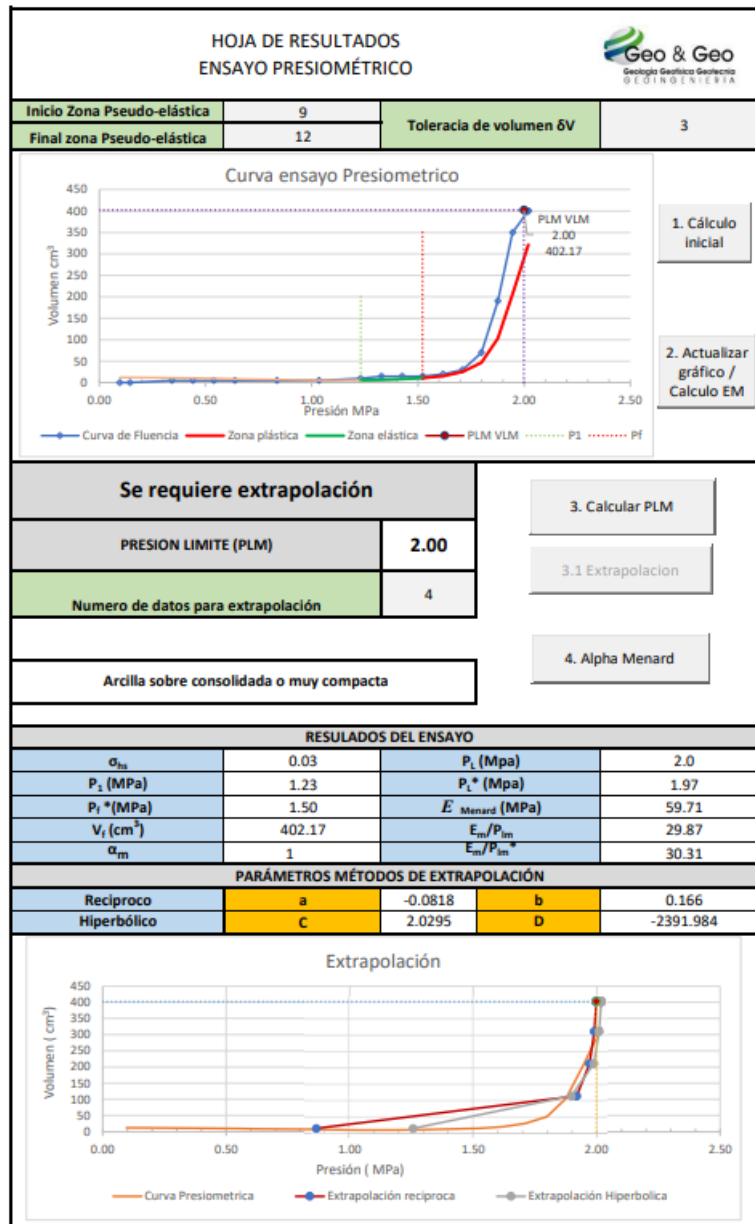 HOJA DE RESULTADOS
ENSAYO PRESIOMÉTRICO
Geo & Geo
Geología Geofísica Geotecnia
GEOINGENIERIA
Inicio Zona Pseudo-elástica 9
Final zona Pseudo-elástica 12
Toleracia de volumen δV 3
Curva ensayo Presiometrico
Volumen cm³
450
400
350
300
250
200
150
100
50
0
PLM VLM
2.00
402.17
0.00 0.50 1.00 1.50 2.00 2.50
Presión MPa
Curva de Fluencia Zona plástica Zona elástica PLM VLM P1 Pf
1. Cálculo
inicial
2. Actualizar
gráfico /
Calculo EM
Se requiere extrapolación
PRESION LIMITE (PLM) 2.00
Numero de datos para extrapolación 4
3. Calcular PLM
3.1 Extrapolacion
4. Alpha Menard
Arcilla sobre consolidada o muy compacta
RESULADOS DEL ENSAYO
σhs 0.03 PL (Mpa) 2.0
P1 (MPa) 1.23 PL* (Mpa) 1.97
Pf *(MPa) 1.50 E Menard (MPa) 59.71
Vf (cm³) 402.17 Em/Plm 29.87
αm 1 Em/Plm* 30.31
PARÁMETROS MÉTODOS DE EXTRAPOLACIÓN
Reciproco a -0.0818 b 0.166
Hiperbólico C 2.0295 D -2391.984
Extrapolación
Volumen ( cm³)
450
400
350
300
250
200
150
100
50
0
0.00 0.50 1.00 1.50 2.00 2.50
Presión ( MPa)
Curva Presiometrica Extrapolación reciproca Extrapolación Hiperbolica